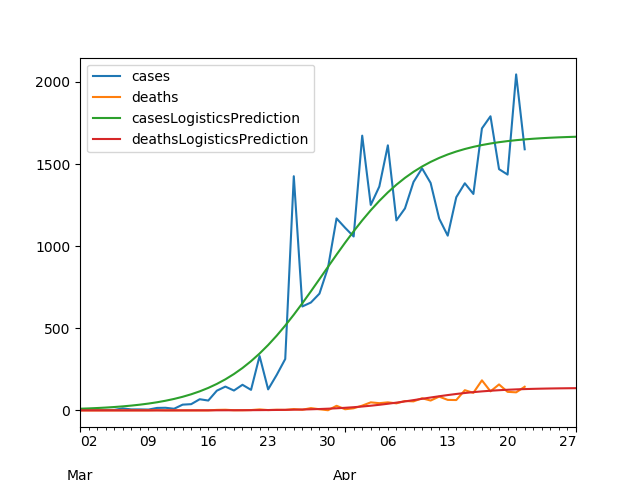 cases
deaths
casesLogisticsPrediction
deathsLogisticsPrediction
2000
1500
1000
500
0
02 09 16 23 30 06 13 20 27
Mar Apr